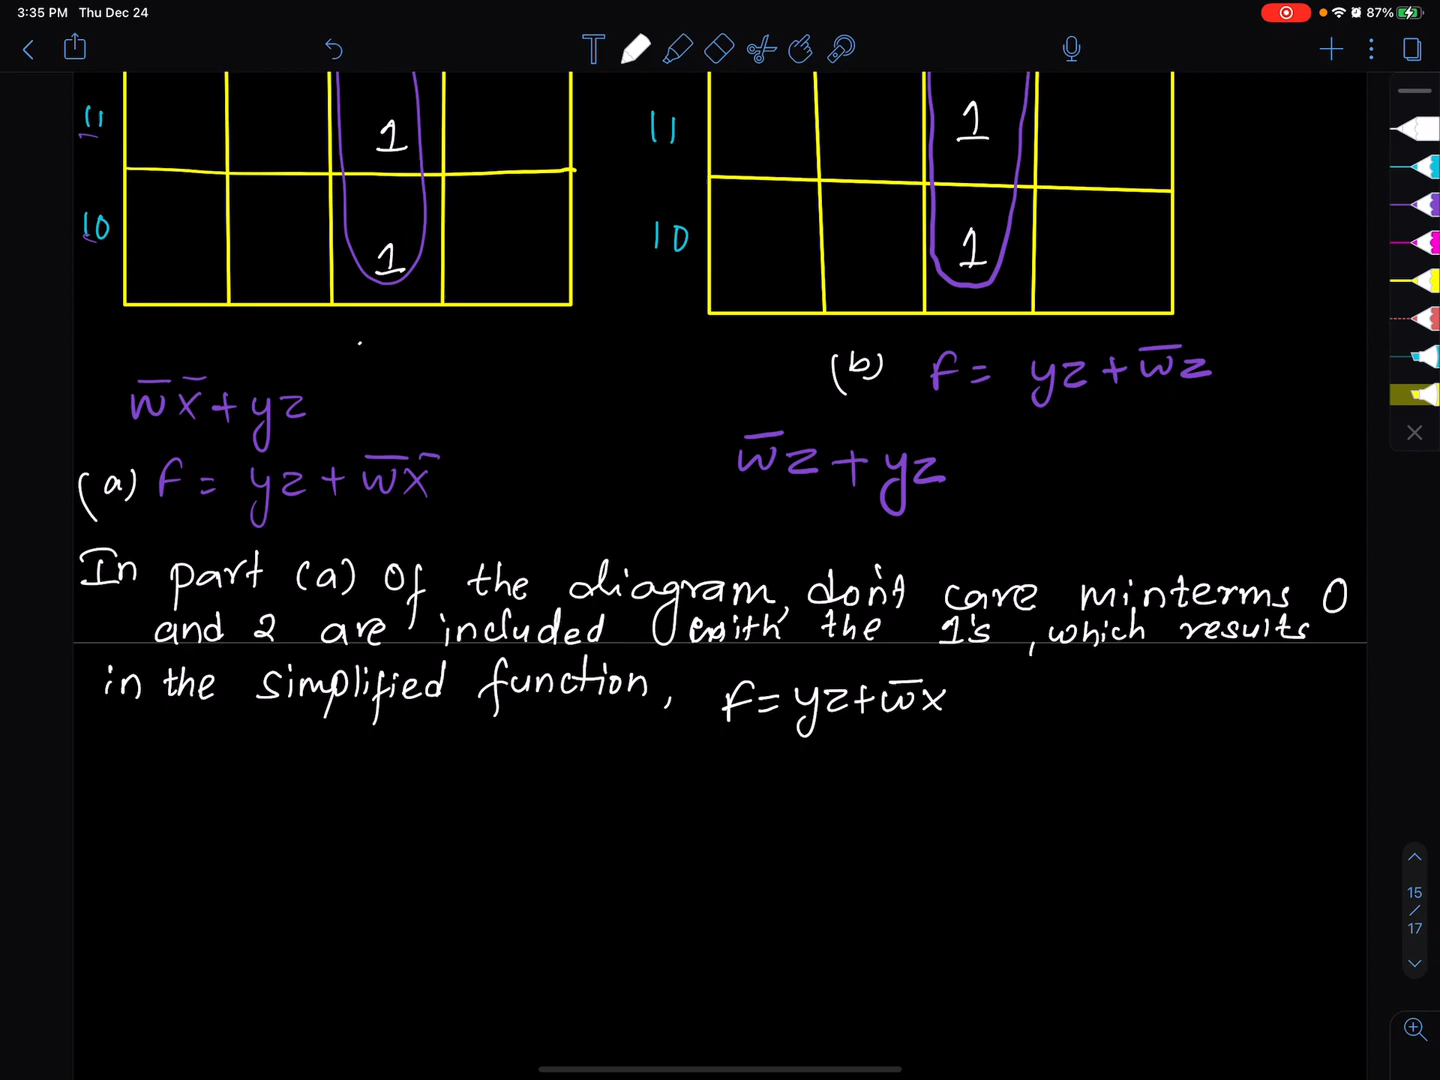 3:35 PM Thu Dec 24 87%
11 1 11 1
10 1 10 1
(b) f = yz + w̅z
w̅x̅ + yz
w̅z + yz
(a) f = yz + w̅x̅
In part (a) Of the diagram, don't care minterms 0
and 2 are included with the 1's, which results
in the simplified function, f = yz + w̅x
15
/
17